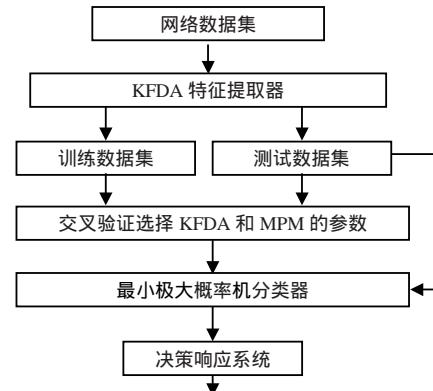 网络数据集
KFDA 特征提取器
训练数据集
测试数据集
交叉验证选择 KFDA 和 MPM 的参数
最小极大概率机分类器
决策响应系统